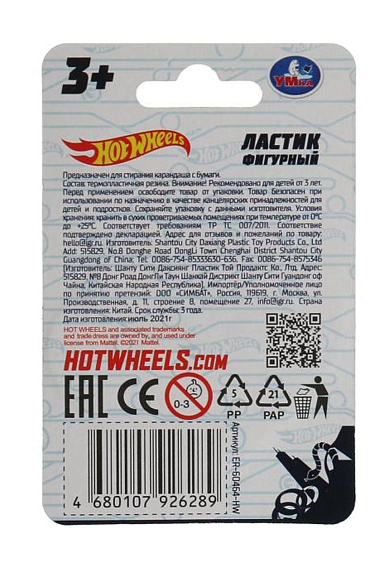 3+
УМка
HOT WHEELS
ЛАСТИК
ФИГУРНЫЙ
Предназначен для стирания карандаша с бумаги.
Состав: термопластичная резина. Внимание! Рекомендовано для детей от 3 лет.
Перед применением обязательно удалите от товара упаковку. Товар безопасен при
использовании по назначению в качестве канцелярских принадлежностей для
детей и подростков. Сохраняйте упаковку с данными изготовителя. Условия
хранения: хранить в сухих проветриваемых помещениях при температуре от 0°C
до +25°C. Соответствует требованиям ТР ТС 007/2011. Соответствие
подтверждено декларацией. Адрес для отзывов и пожеланий по товару:
hello@igr.ru. Изготовитель: Shantou City Daxiang Plastic Toy Products Co., Ltd
Add: 515829, No.8 Donghe Road DongLi Town Chenghai District Shantou City
Guangdong of China; Tel: 0086-754-85333630-636, Fax: 0086-754-8575346
(Изготовитель: Шанту Сити Даксиянг Пластик Той Продактс Ко., Лтд, Адрес:
515829, №8 Донг Роад ДонгЛи Таун Шанхай Дистрикт Шанту Сити Гуандонг оф
Чайна, Китайская Народная Республика). Импортёр/Уполномоченное лицо
по принятию претензий: ООО «СИМБАТ», Россия, 119619, г. Москва, ул.
Производственная, д. 11, строение 8, помещение 27, info@igr.ru. Страна
изготовления: Китай. Срок службы: 3 года.
Дата изготовления: июль 2021г
HOT WHEELS and associated trademarks
and trade dress are owned by, and used under
license from Mattel. ©2021 Mattel.
HOTWHEELS.COM
EAC
0-3
5
PP
21
PAP
4 680107 926289
Артикул: ER-60464-HW